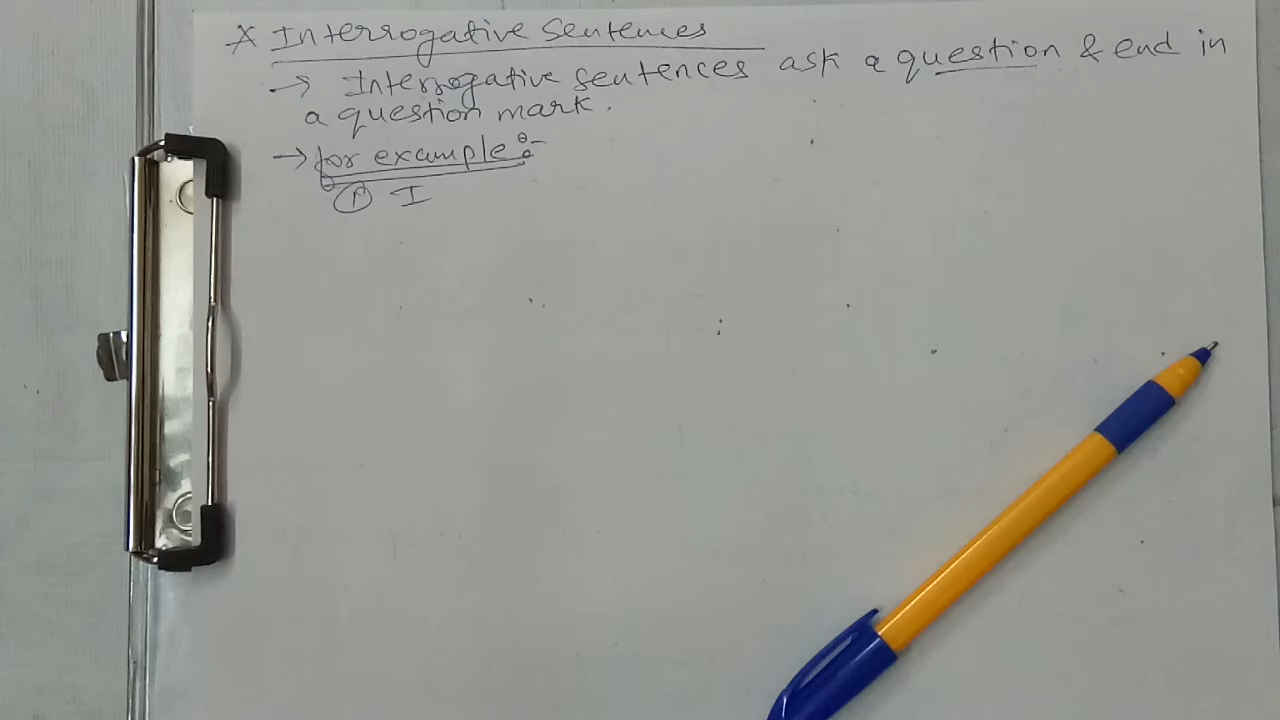 * Interrogative Sentences
→ Interrogative sentences ask a question & end in
a question mark.
→ for example :-
① I